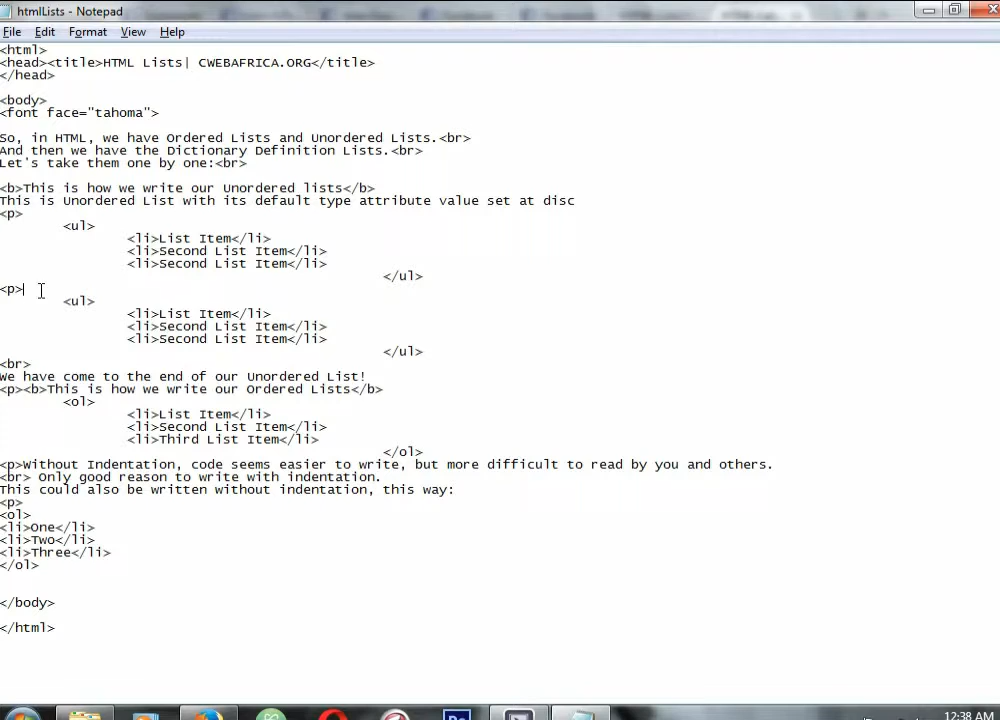 htmlLists - Notepad
File Edit Format View Help
<html>
<head><title>HTML Lists| CWEBAFRICA.ORG</title>
</head>
<body>
<font face="tahoma">
So, in HTML, we have Ordered Lists and Unordered Lists.<br>
And then we have the Dictionary Definition Lists.<br>
Let's take them one by one:<br>
<b>This is how we write our Unordered lists</b>
This is Unordered List with its default type attribute value set at disc
<p>
<ul>
<li>List Item</li>
<li>Second List Item</li>
<li>Second List Item</li>
</ul>
<p>
<ul>
<li>List Item</li>
<li>Second List Item</li>
<li>Second List Item</li>
</ul>
<br>
We have come to the end of our Unordered List!
<p><b>This is how we write our Ordered Lists</b>
<ol>
<li>List Item</li>
<li>Second List Item</li>
<li>Third List Item</li>
</ol>
<p>Without Indentation, code seems easier to write, but more difficult to read by you and others.
<br> Only good reason to write with indentation.
This could also be written without indentation, this way:
<p>
<ol>
<li>One</li>
<li>Two</li>
<li>Three</li>
</ol>
</body>
</html>
12:38 AM